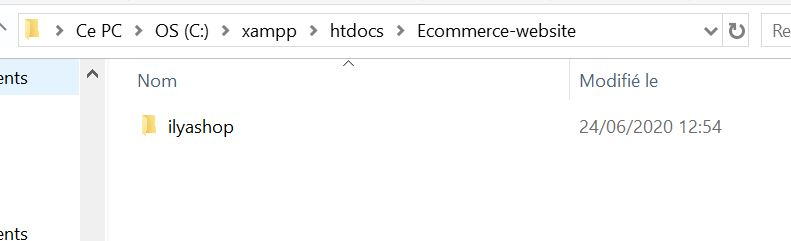 Ce PC > OS (C:) > xampp > htdocs > Ecommerce-website
Re
ents
Nom
Modifié le
ilyashop
24/06/2020 12:54
ents